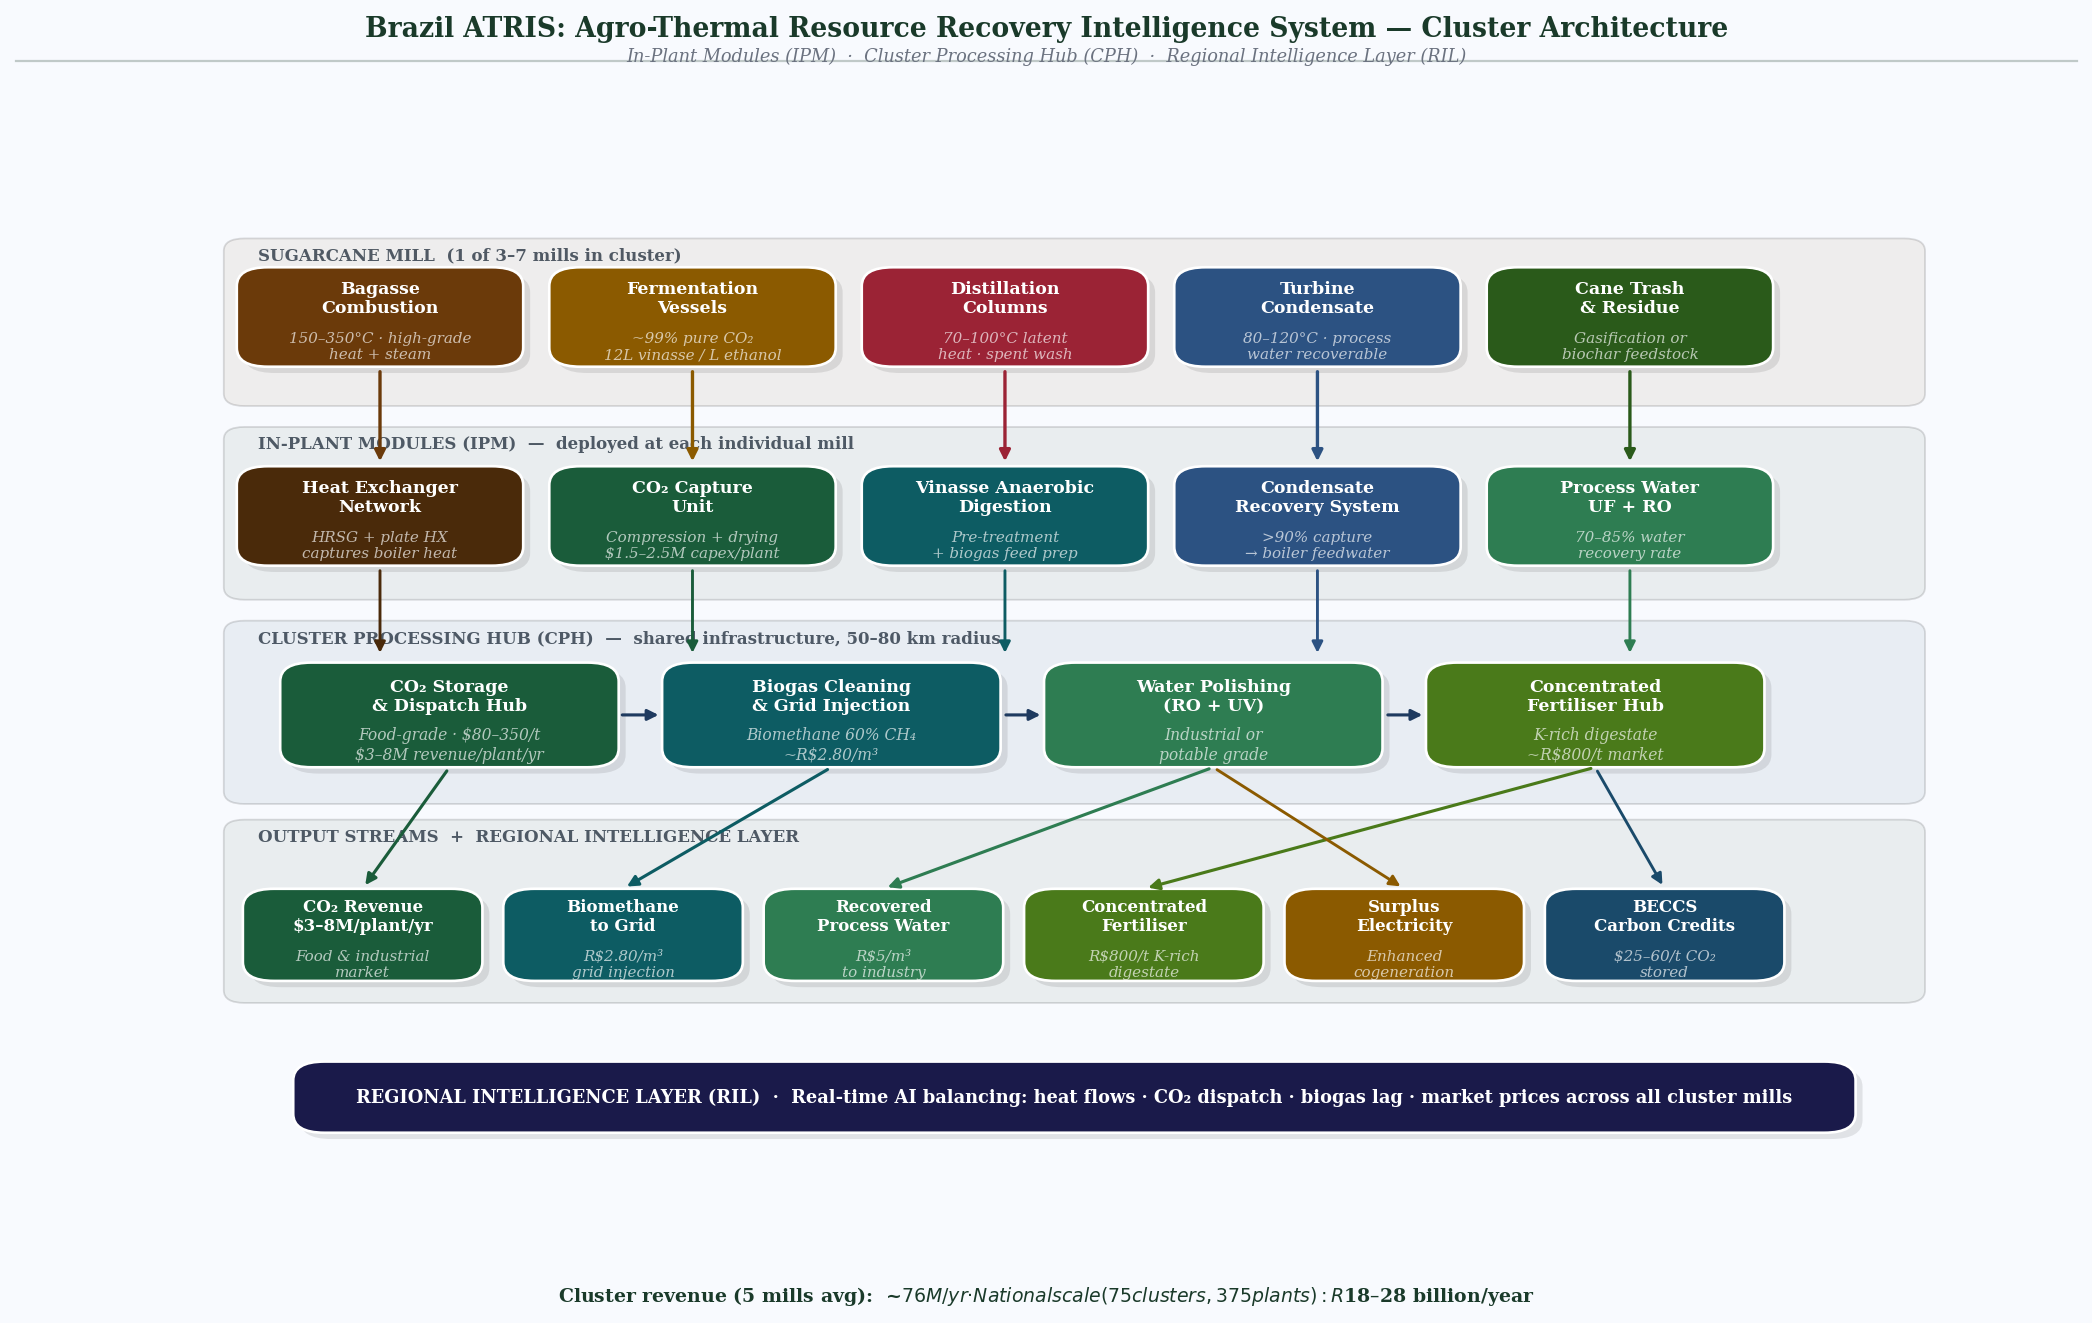 Brazil ATRIS: Agro-Thermal Resource Recovery Intelligence System — Cluster Architecture
In-Plant Modules (IPM) · Cluster Processing Hub (CPH) · Regional Intelligence Layer (RIL)
SUGARCANE MILL (1 of 3–7 mills in cluster)
Bagasse
Combustion
150–350°C · high-grade
heat + steam
Fermentation
Vessels
~99% pure CO₂
12L vinasse / L ethanol
Distillation
Columns
70–100°C latent
heat · spent wash
Turbine
Condensate
80–120°C · process
water recoverable
Cane Trash
& Residue
Gasification or
biochar feedstock
IN-PLANT MODULES (IPM) — deployed at each individual mill
Heat Exchanger
Network
HRSG + plate HX
captures boiler heat
CO₂ Capture
Unit
Compression + drying
$1.5–2.5M capex/plant
Vinasse Anaerobic
Digestion
Pre-treatment
+ biogas feed prep
Condensate
Recovery System
>90% capture
→ boiler feedwater
Process Water
UF + RO
70–85% water
recovery rate
CLUSTER PROCESSING HUB (CPH) — shared infrastructure, 50–80 km radius
CO₂ Storage
& Dispatch Hub
Food-grade · $80–350/t
$3–8M revenue/plant/yr
Biogas Cleaning
& Grid Injection
Biomethane 60% CH₄
~R$2.80/m³
Water Polishing
(RO + UV)
Industrial or
potable grade
Concentrated
Fertiliser Hub
K-rich digestate
~R$800/t market
OUTPUT STREAMS + REGIONAL INTELLIGENCE LAYER
CO₂ Revenue
$3–8M/plant/yr
Food & industrial
market
Biomethane
to Grid
R$2.80/m³
grid injection
Recovered
Process Water
R$5/m³
to industry
Concentrated
Fertiliser
R$800/t K-rich
digestate
Surplus
Electricity
Enhanced
cogeneration
BECCS
Carbon Credits
$25–60/t CO₂
stored
REGIONAL INTELLIGENCE LAYER (RIL) · Real-time AI balancing: heat flows · CO₂ dispatch · biogas lag · market prices across all cluster mills
Cluster revenue (5 mills avg): ~76M/yr·Nationalscale(75clusters,375plants):R18–28 billion/year